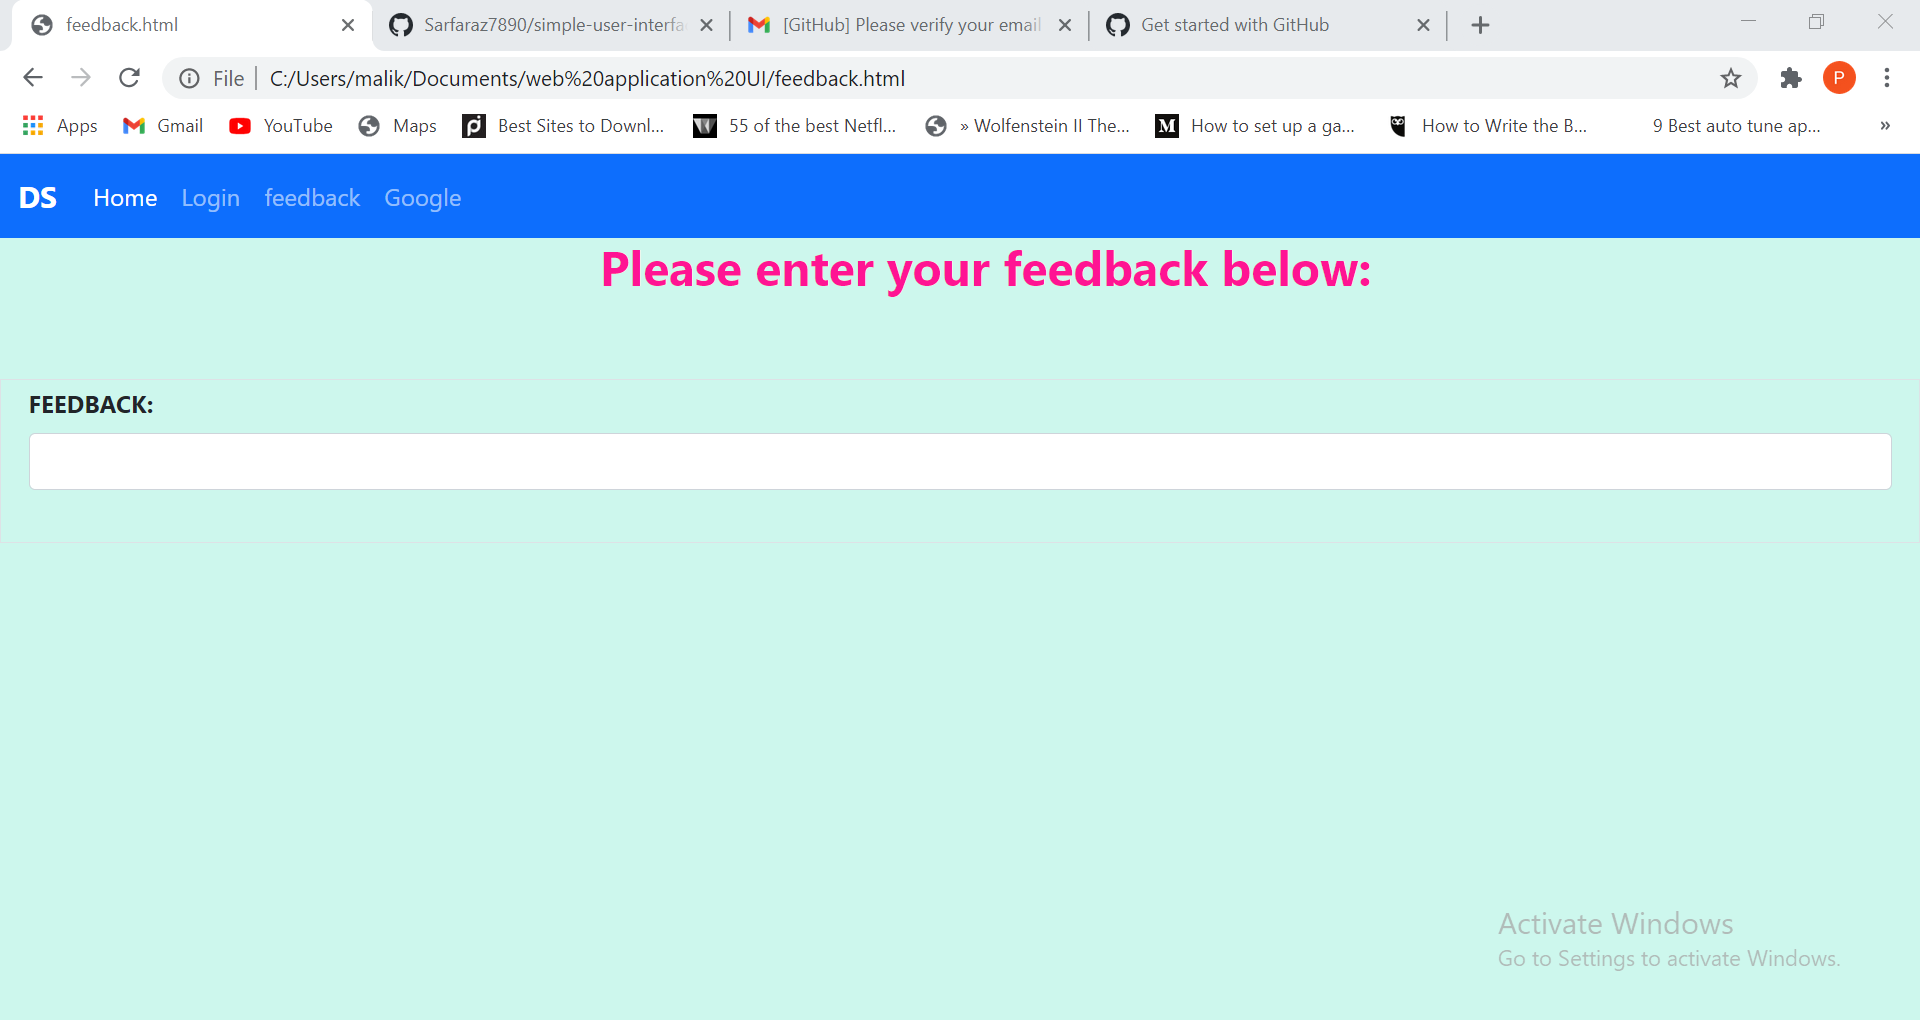 feedback.html
Sarfaraz7890/simple-user-interfa
[GitHub] Please verify your email
Get started with GitHub
File
C:/Users/malik/Documents/web%20application%20UI/feedback.html
P
Apps
Gmail
YouTube
Maps
Best Sites to Downl...
55 of the best Netfl...
» Wolfenstein II The...
How to set up a ga...
How to Write the B...
9 Best auto tune ap...
»
DS Home Login feedback Google
Please enter your feedback below:
FEEDBACK:
Activate Windows
Go to Settings to activate Windows.